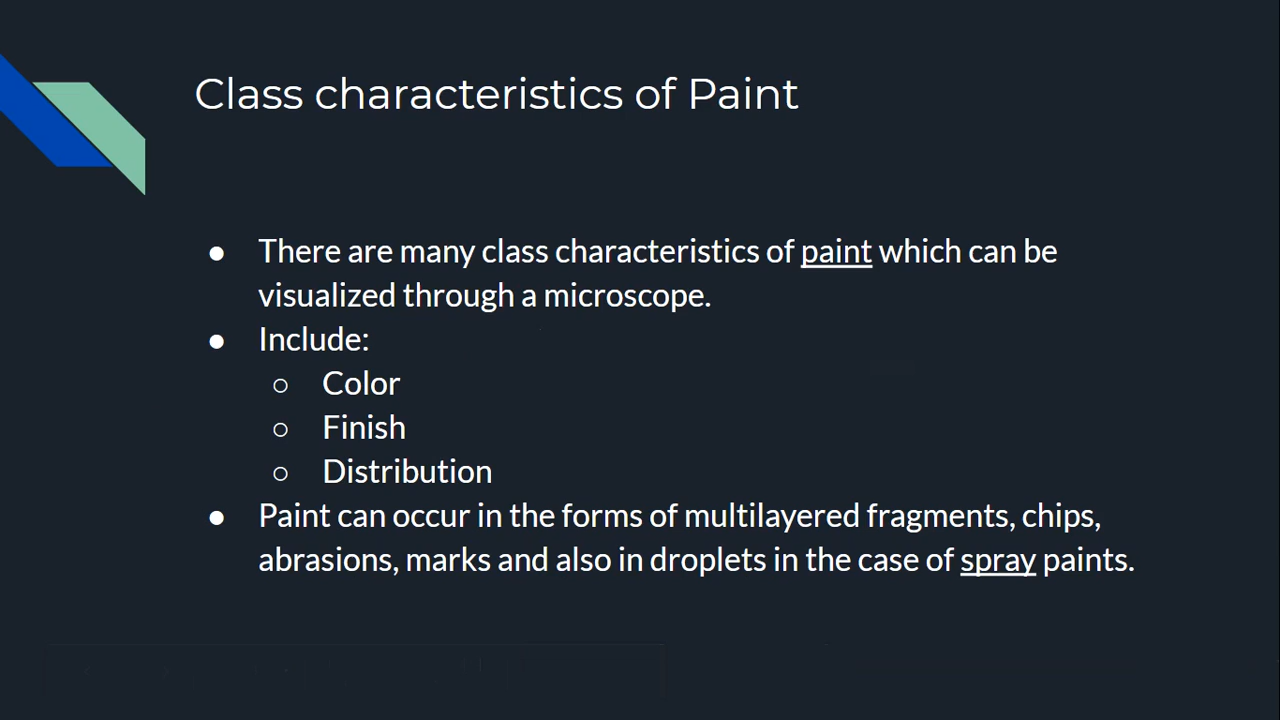 Class characteristics of Paint
● There are many class characteristics of paint which can be
visualized through a microscope.
● Include:
○ Color
○ Finish
○ Distribution
● Paint can occur in the forms of multilayered fragments, chips,
abrasions, marks and also in droplets in the case of spray paints.